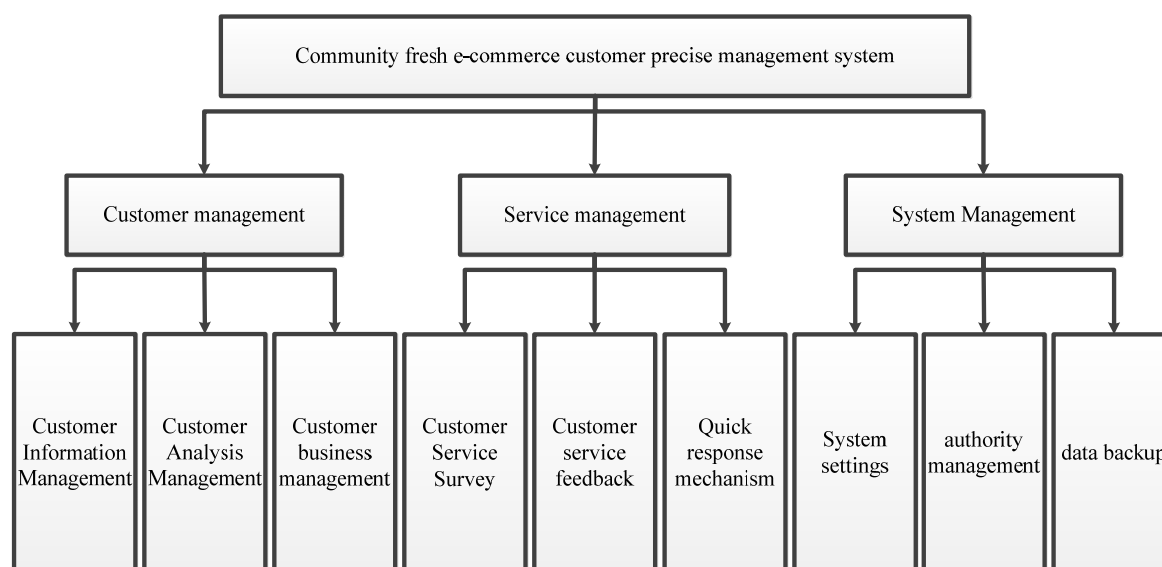 Community fresh e-commerce customer precise management system
Customer management
Service management
System Management
Customer
Information
Management
Customer
Analysis
Management
Customer
business
management
Customer
Service
Survey
Customer
service
feedback
Quick
response
mechanism
System
settings
authority
management
data backup